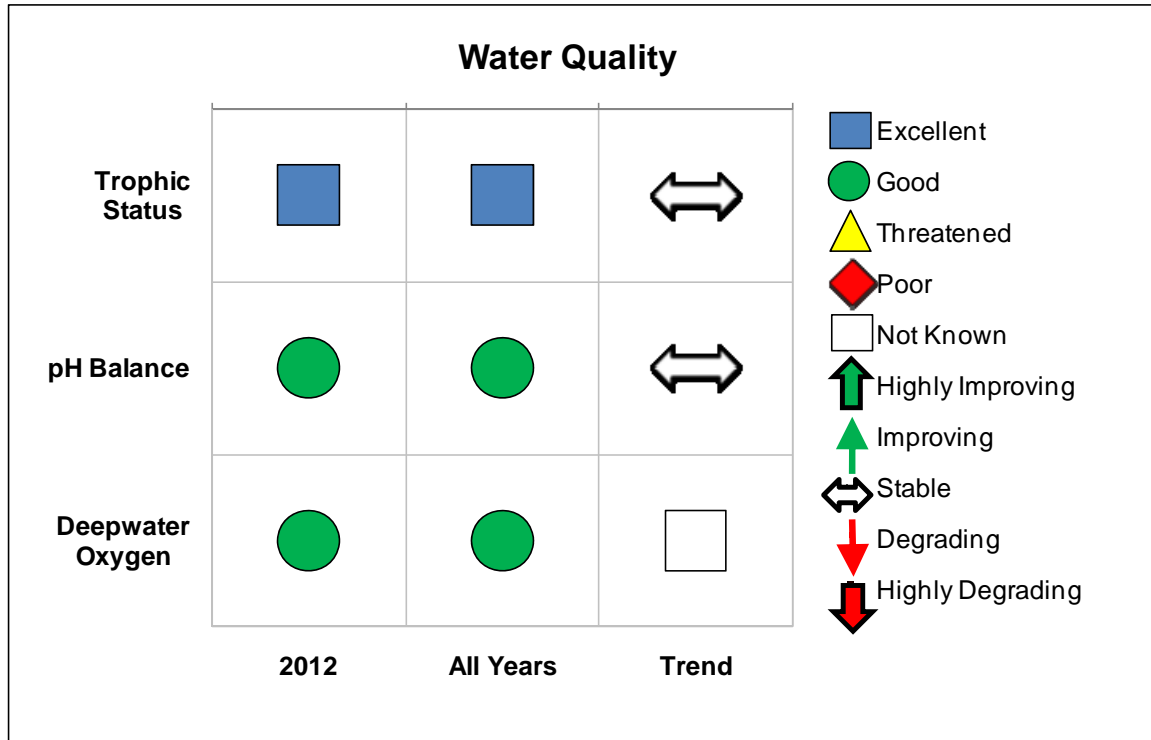 Water Quality
Trophic
Status
pH Balance
Deepwater
Oxygen
2012 All Years Trend
Excellent
Good
Threatened
Poor
Not Known
Highly Improving
Improving
Stable
Degrading
Highly Degrading